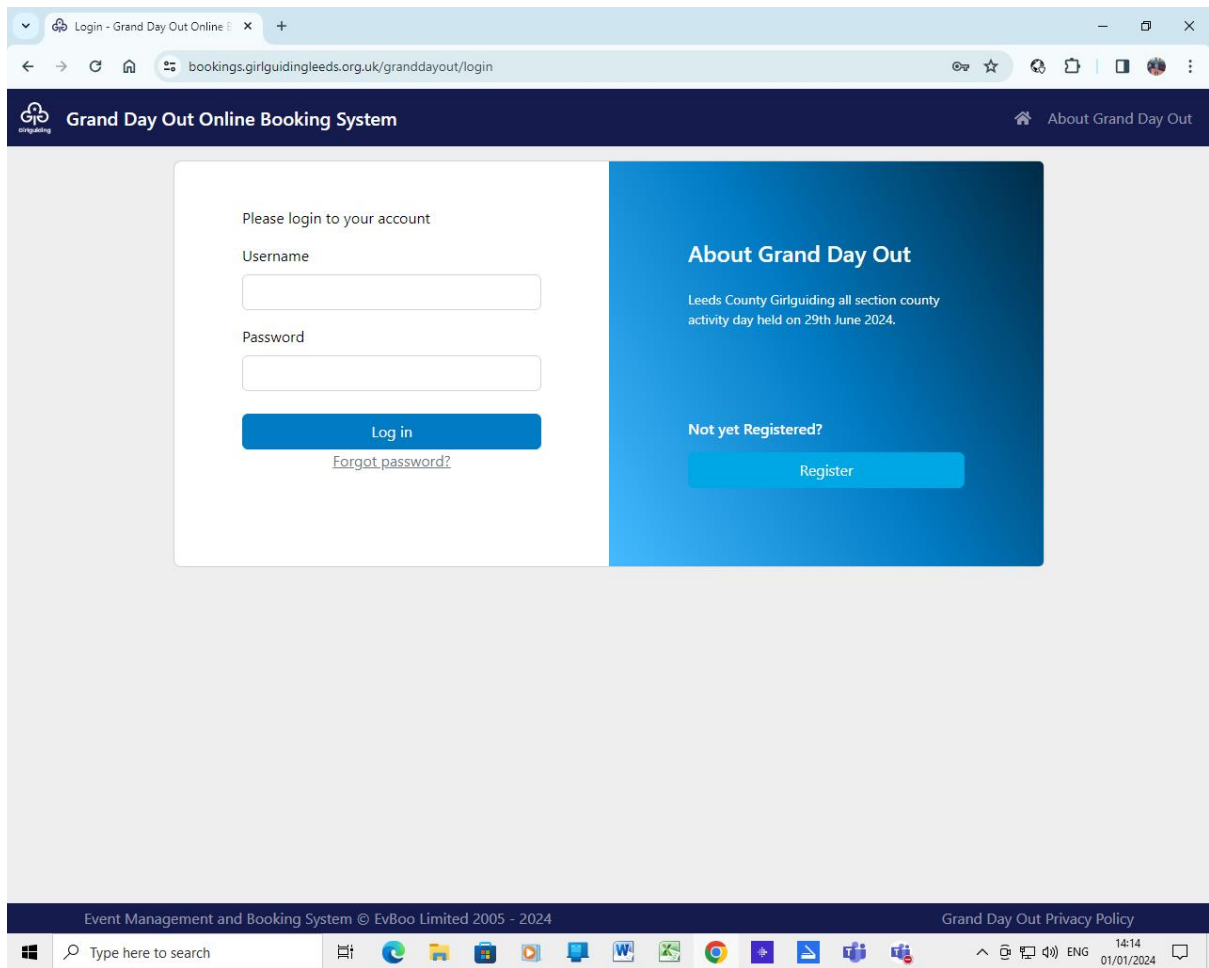 Login - Grand Day Out Online B
bookings.girlguidingleeds.org.uk/granddayout/login
Girlguiding
Grand Day Out Online Booking System
About Grand Day Out
Please login to your account
Username
Password
Log in
Forgot password?
About Grand Day Out
Leeds County Girlguiding all section county
activity day held on 29th June 2024.
Not yet Registered?
Register
Event Management and Booking System © EvBoo Limited 2005 - 2024
Grand Day Out Privacy Policy
Type here to search
ENG
14:14
01/01/2024